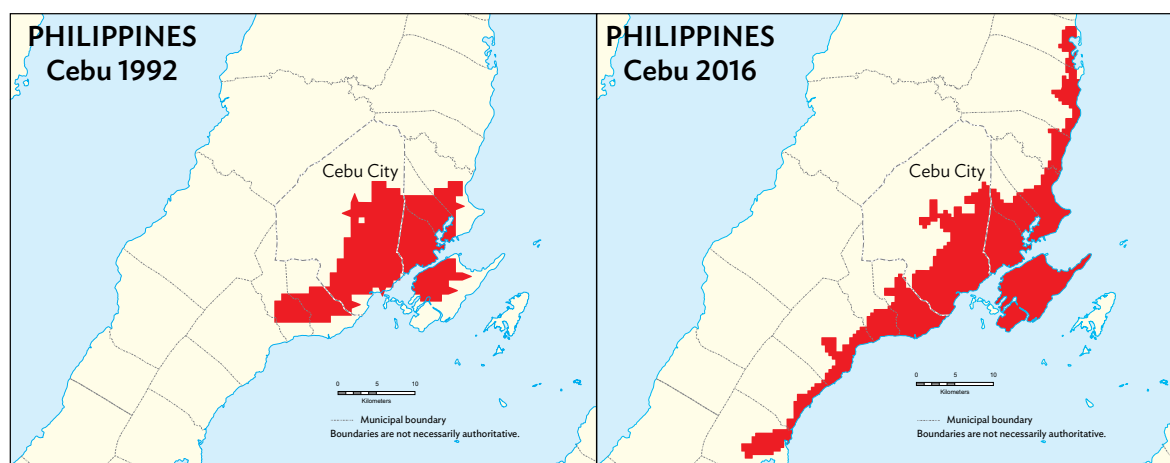 PHILIPPINES
Cebu 1992
Cebu City
0 5 10
Kilometers
Municipal boundary
Boundaries are not necessarily authoritative.
PHILIPPINES
Cebu 2016
Cebu City
0 5 10
Kilometers
Municipal boundary
Boundaries are not necessarily authoritative.